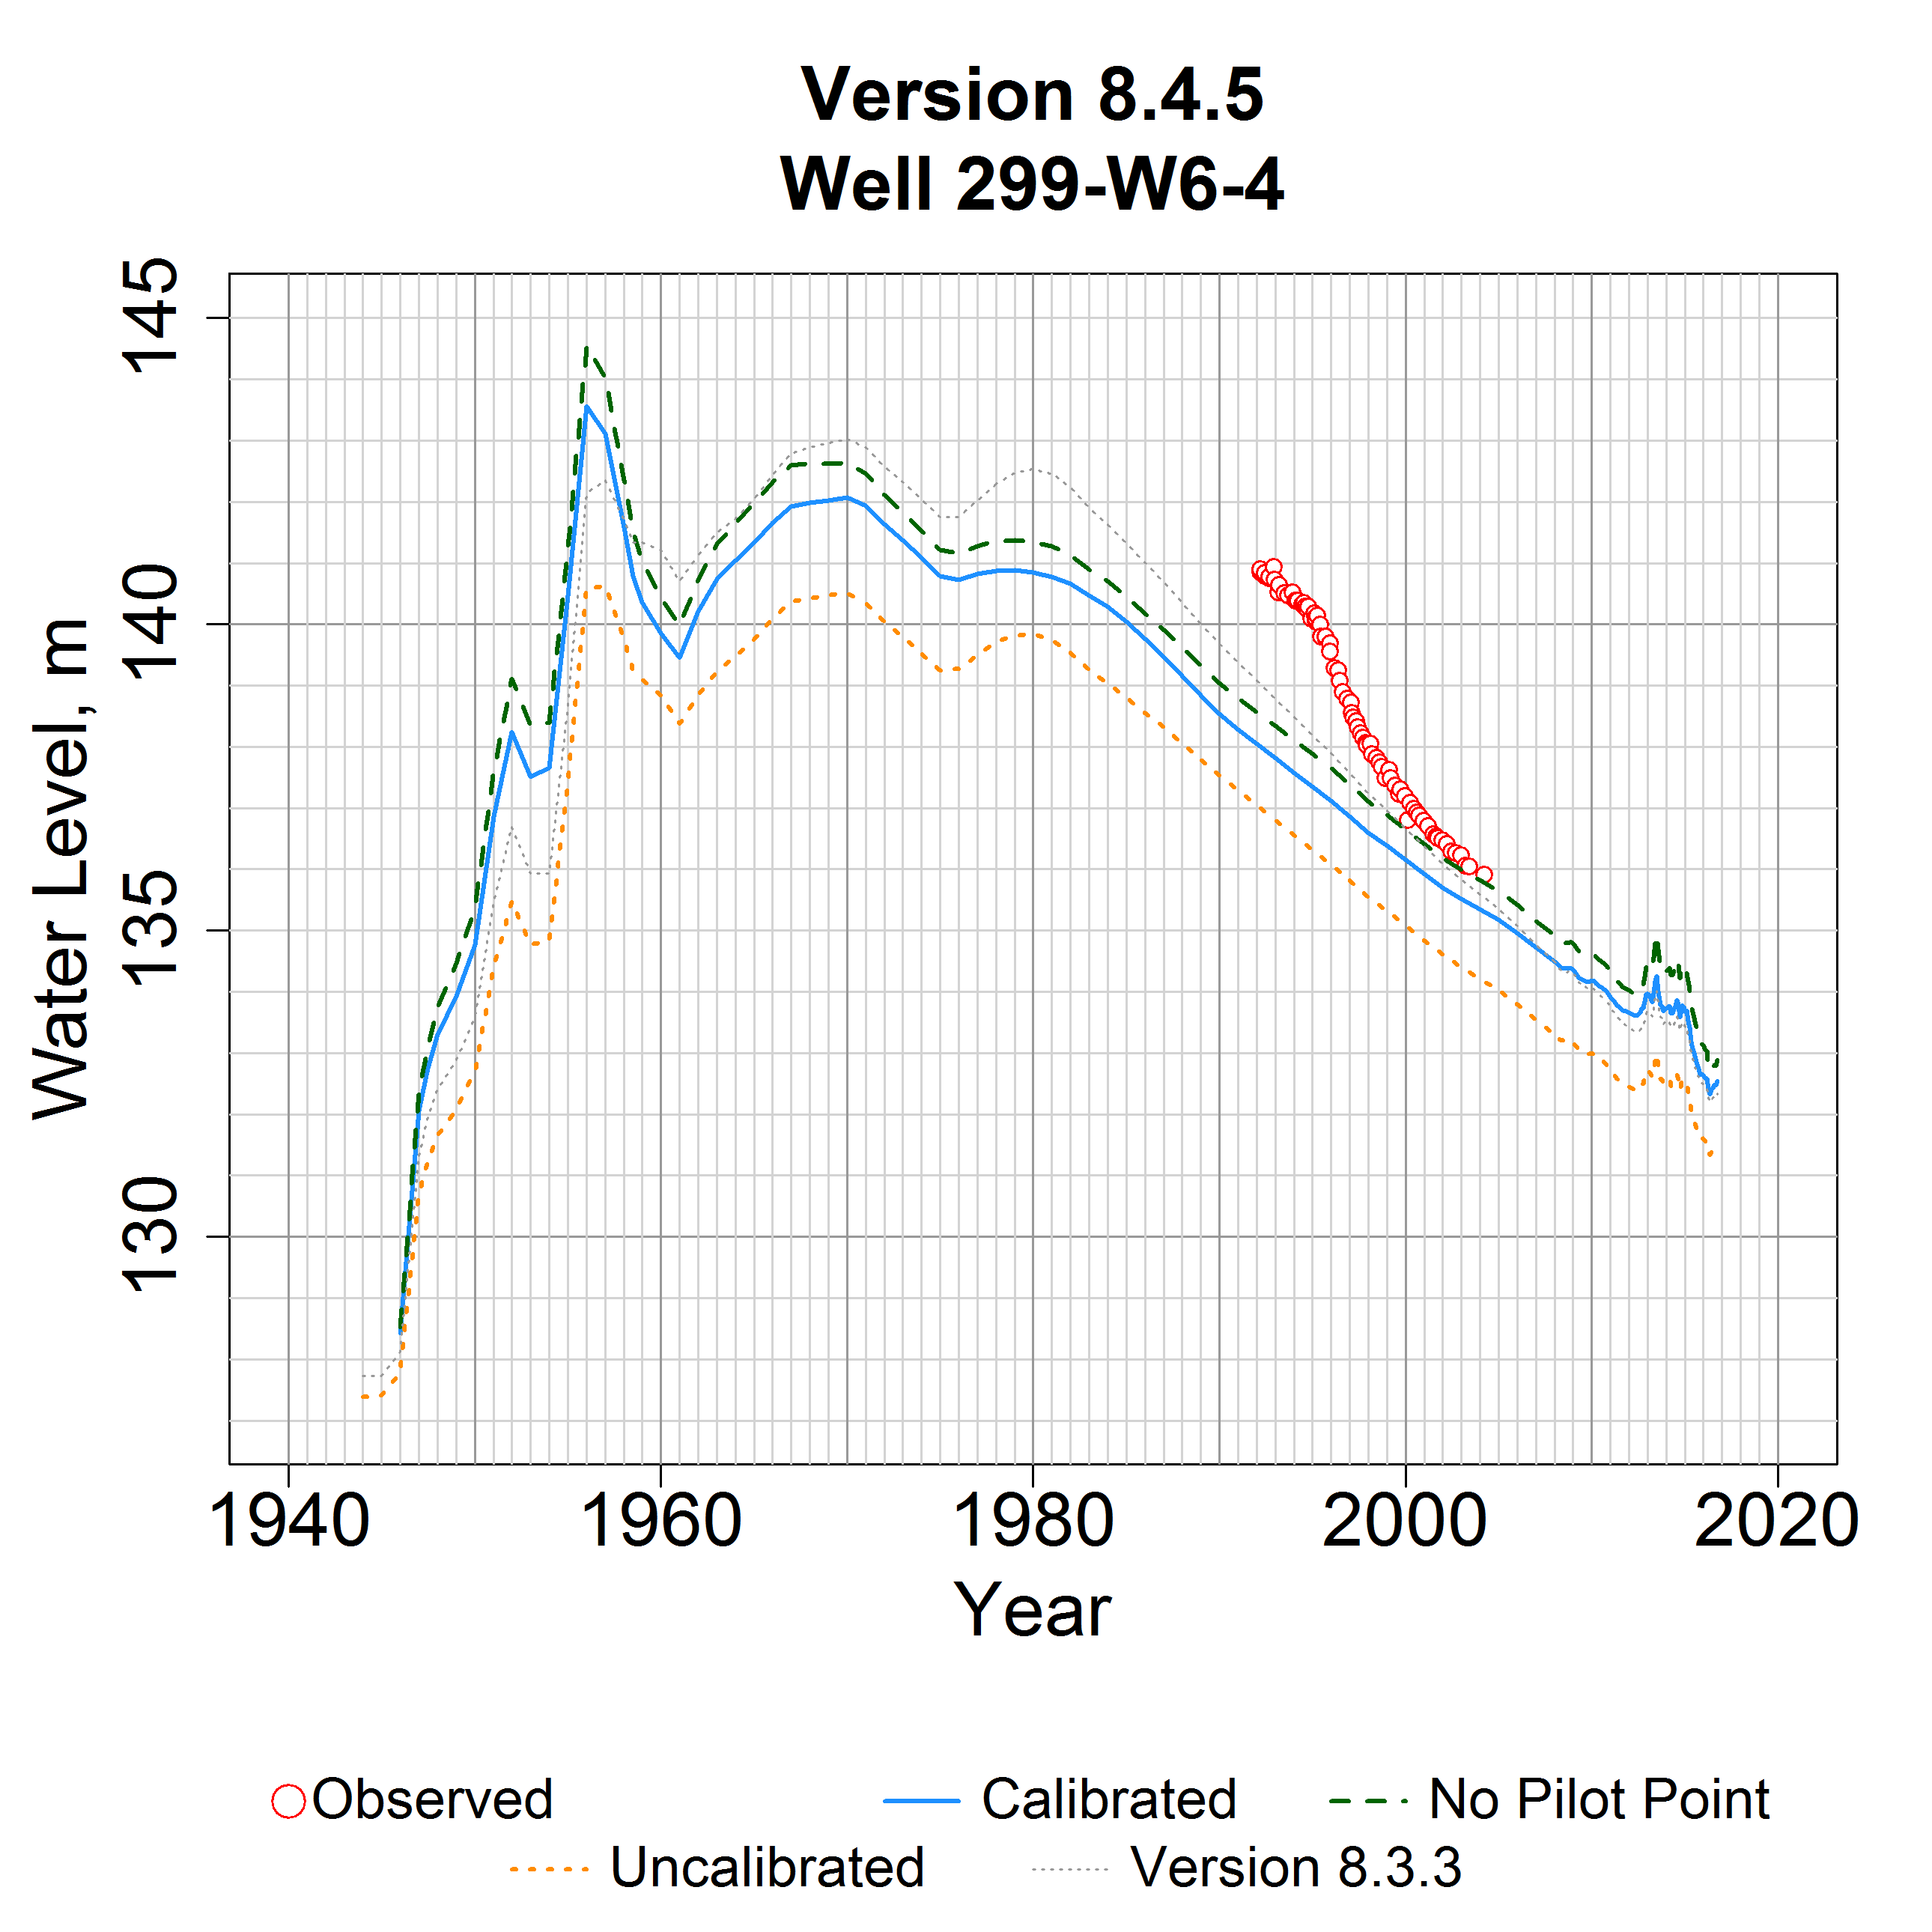 Version 8.4.5
Well 299-W6-4
Water Level, m
145
140
135
130
1940 1960 1980 2000 2020
Year
Observed Calibrated No Pilot Point
Uncalibrated Version 8.3.3